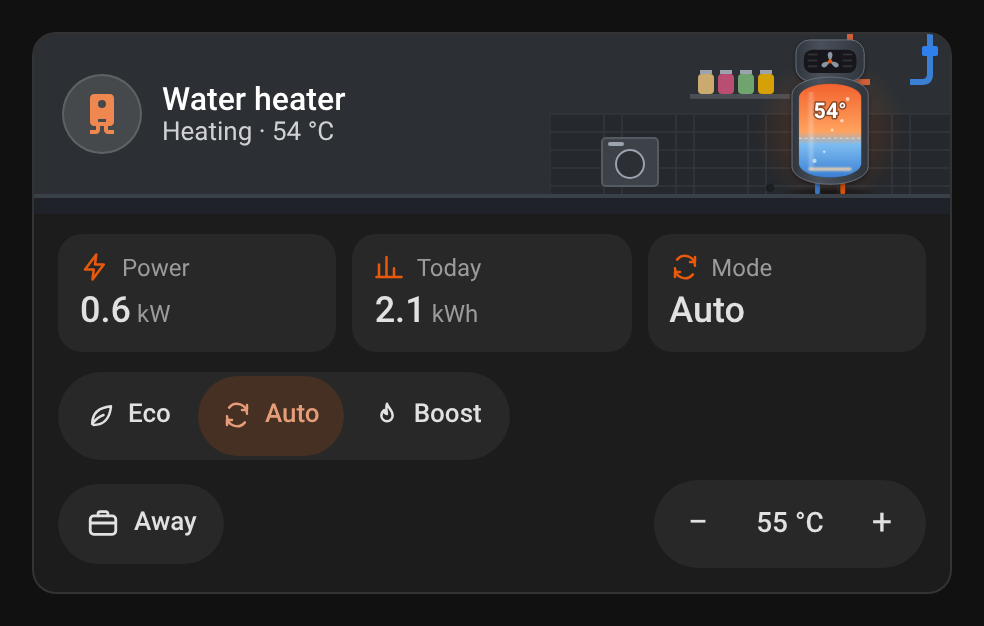 Water heater
Heating · 54 °C
54°
Power
0.6 kW
Today
2.1 kWh
Mode
Auto
Eco
Auto
Boost
Away
− 55 °C +